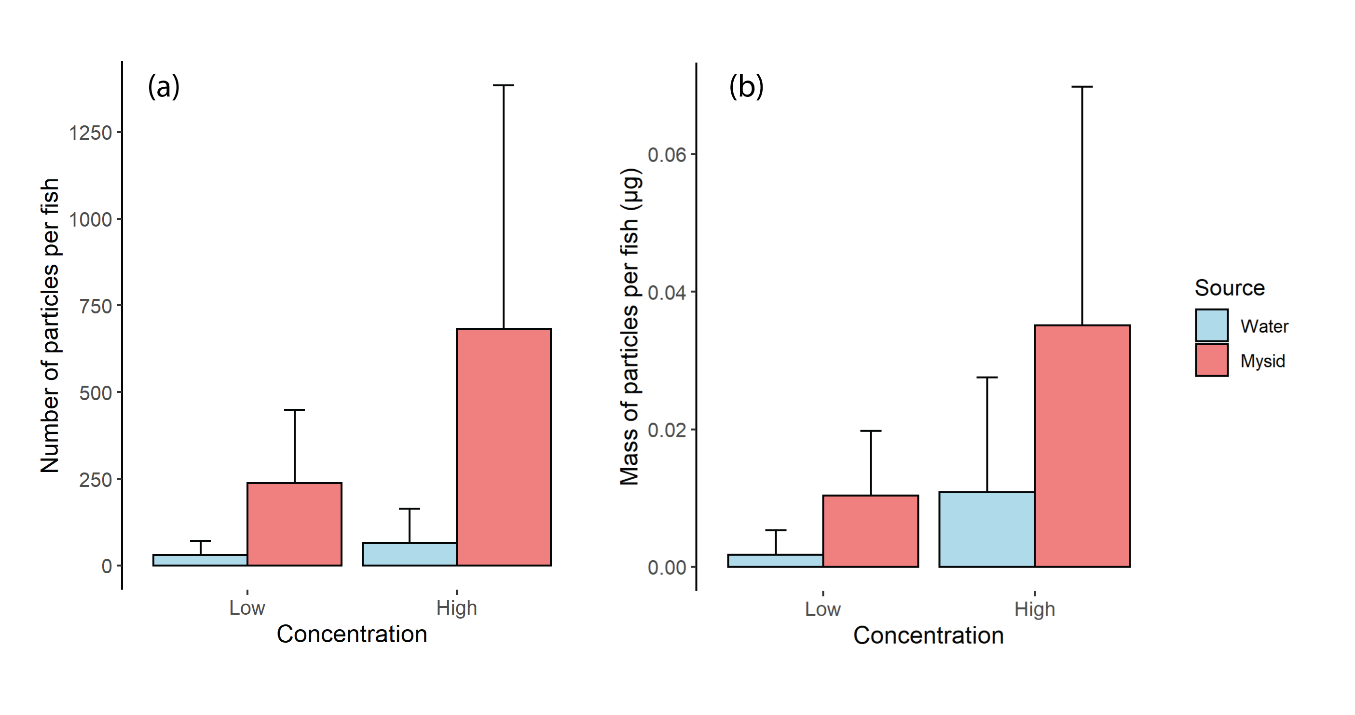 (a)
Number of particles per fish
1250
1000
750
500
250
0
Low
High
Concentration
(b)
Mass of particles per fish (µg)
0.06
0.04
0.02
0.00
Low
High
Concentration
Source
Water
Mysid